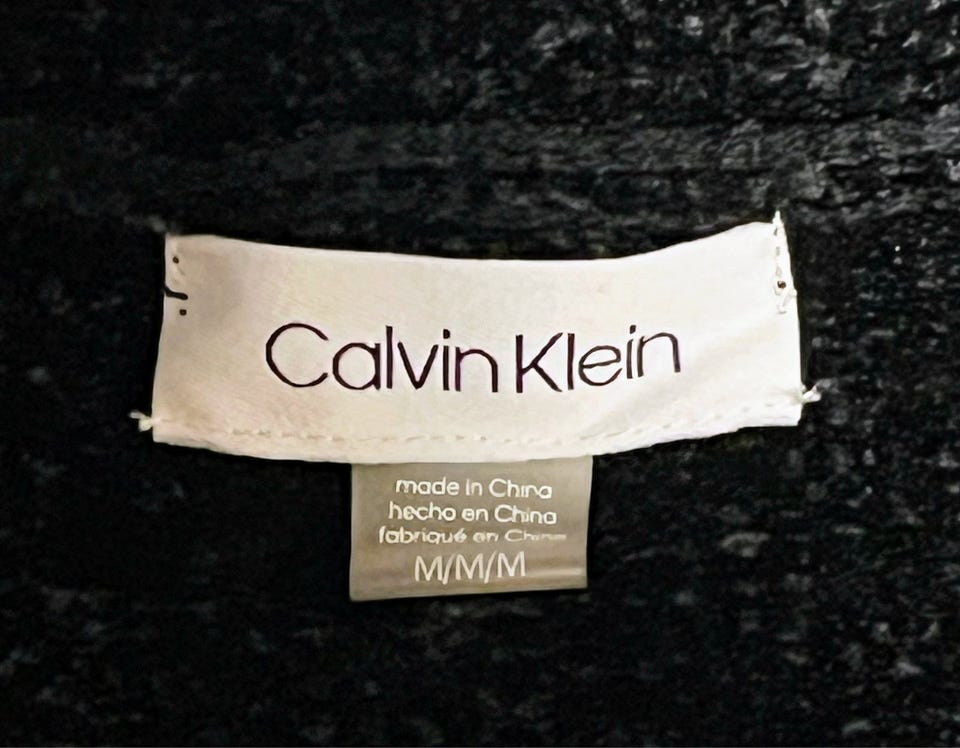 Calvin Klein
made in China
hecho en China
fabriqué en Chine
M/M/M